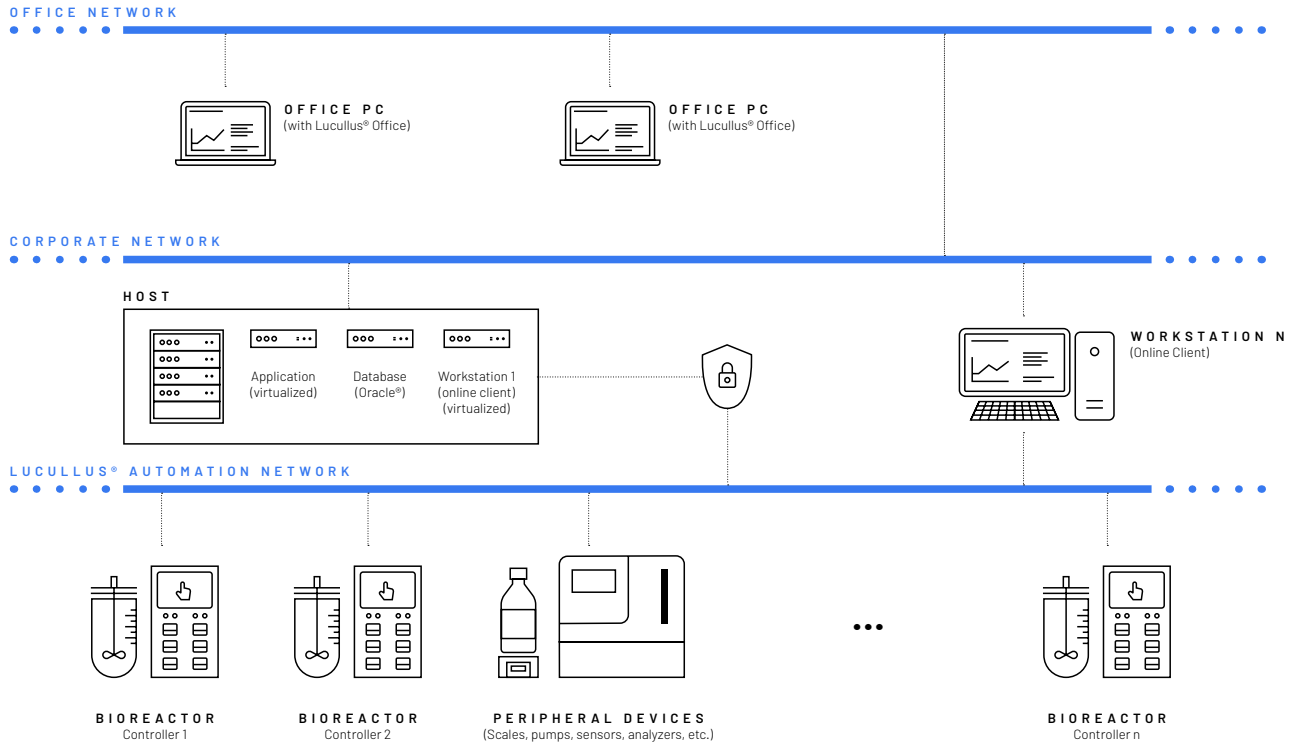 OFFICE NETWORK
OFFICE PC
(with Lucullus® Office)
OFFICE PC
(with Lucullus® Office)
CORPORATE NETWORK
HOST
Application
(virtualized)
Database
(Oracle®)
Workstation 1
(online client)
(virtualized)
WORKSTATION N
(Online Client)
LUCULLUS® AUTOMATION NETWORK
BIOREACTOR
Controller 1
BIOREACTOR
Controller 2
PERIPHERAL DEVICES
(Scales, pumps, sensors, analyzers, etc.)
BIOREACTOR
Controller n